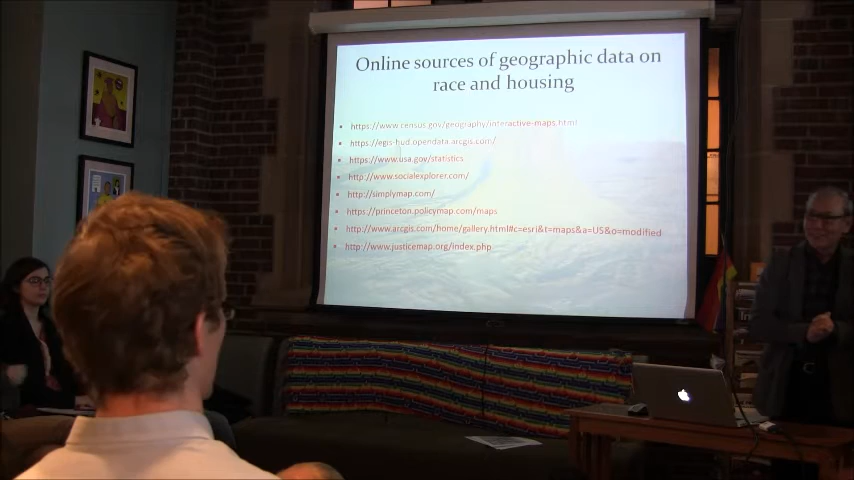 Online sources of geographic data on
race and housing
https://www.census.gov/geography/interactive-maps.html
https://egis-hud.opendata.arcgis.com/
https://www.usa.gov/statistics
http://www.socialexplorer.com/
http://simplymap.com/
https://princeton.policymap.com/maps
http://www.arcgis.com/home/gallery.html#c=esri&t=maps&a=US&o=modified
http://www.justicemap.org/index.php